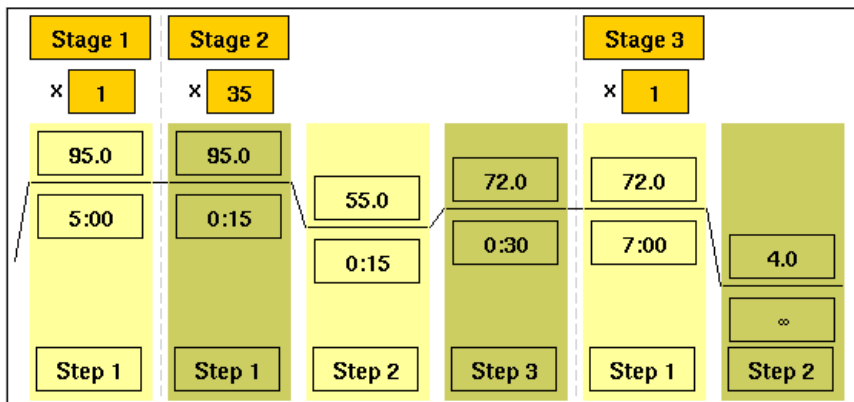 Stage 1 Stage 2 Stage 3
x 1 x 35 x 1
95.0 95.0 55.0 72.0 72.0 4.0
5:00 0:15 0:15 0:30 7:00 ∞
Step 1 Step 1 Step 2 Step 3 Step 1 Step 2